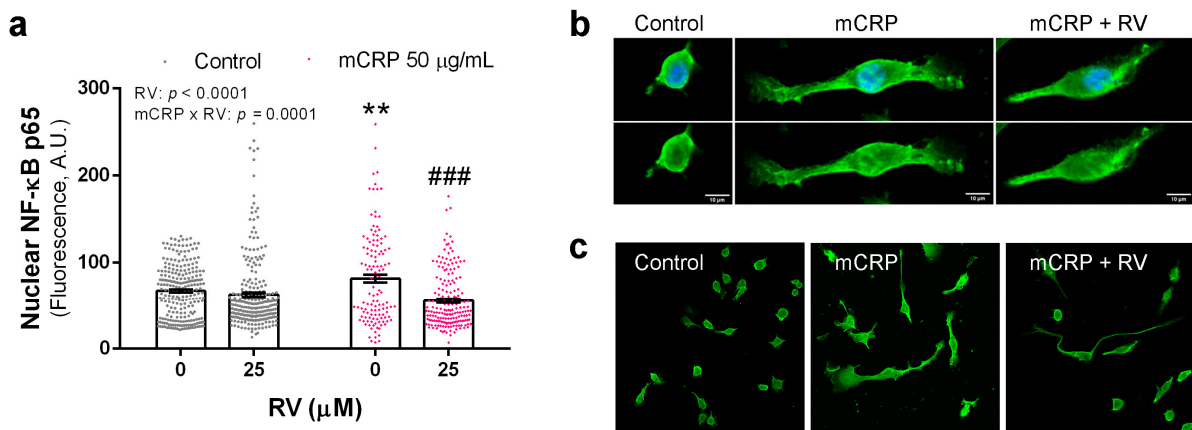 a
Control
mCRP 50 μg/mL
Nuclear NF-κB p65
(Fluorescence, A.U.)
300
200
100
0
RV: p < 0.0001
mCRP x RV: p = 0.0001
**
###
0
25
0
25
RV (μM)
b
Control
mCRP
mCRP + RV
10 μm
10 μm
10 μm
c
Control
mCRP
mCRP + RV